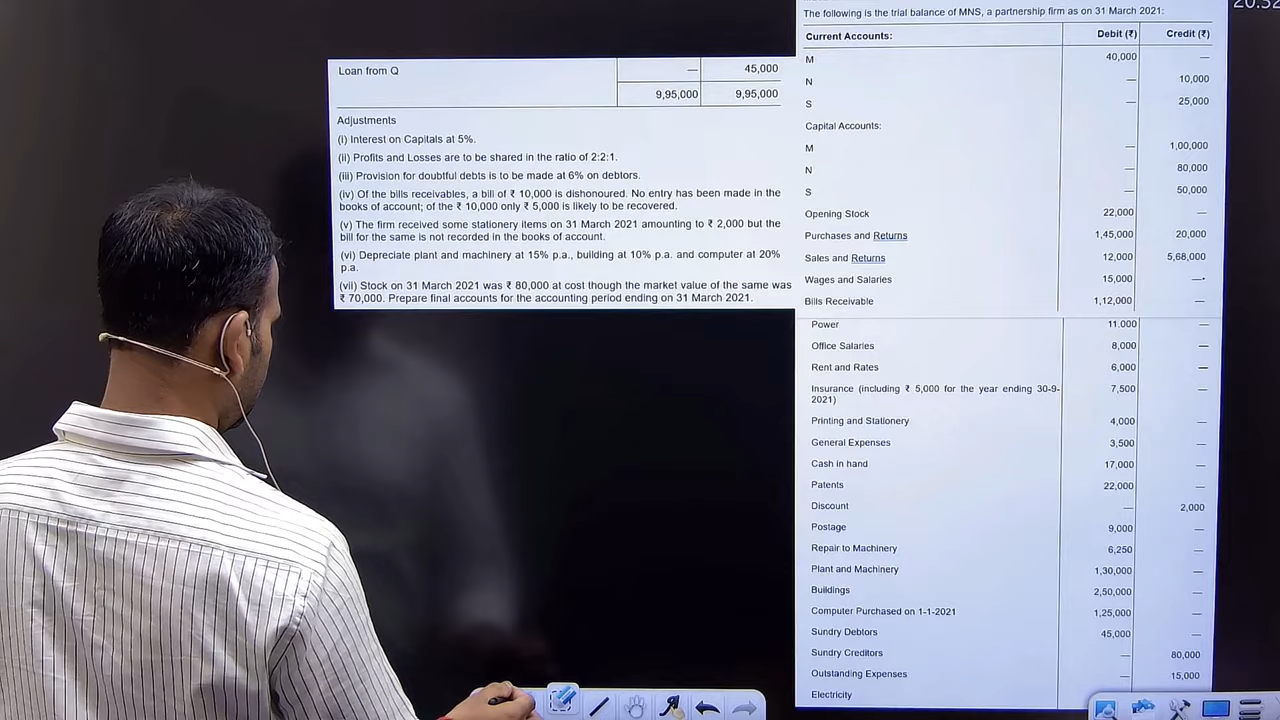 20:32
The following is the trial balance of MNS, a partnership firm as on 31 March 2021:
Current Accounts: Debit (₹) Credit (₹)
M 40,000 —
N — 10,000
S — 25,000
Capital Accounts:
M — 1,00,000
N — 80,000
S — 50,000
Opening Stock 22,000 —
Purchases and Returns 1,45,000 20,000
Sales and Returns 12,000 5,68,000
Wages and Salaries 15,000 —
Bills Receivable 1,12,000 —
Power 11.000 —
Office Salaries 8,000 —
Rent and Rates 6,000 —
Insurance (including ₹ 5,000 for the year ending 30-9- 7,500 —
2021)
Printing and Stationery 4,000 —
General Expenses 3,500 —
Cash in hand 17,000 —
Patents 22,000 —
Discount — 2,000
Postage 9,000 —
Repair to Machinery 6,250 —
Plant and Machinery 1,30,000 —
Buildings 2,50,000 —
Computer Purchased on 1-1-2021 1,25,000 —
Sundry Debtors 45,000 —
Sundry Creditors — 80,000
Outstanding Expenses — 15,000
Electricity
Loan from Q — 45,000
9,95,000 9,95,000
Adjustments
(i) Interest on Capitals at 5%.
(ii) Profits and Losses are to be shared in the ratio of 2:2:1.
(iii) Provision for doubtful debts is to be made at 6% on debtors.
(iv) Of the bills receivables, a bill of ₹ 10,000 is dishonoured. No entry has been made in the
books of account; of the ₹ 10,000 only ₹ 5,000 is likely to be recovered.
(v) The firm received some stationery items on 31 March 2021 amounting to ₹ 2,000 but the
bill for the same is not recorded in the books of account.
(vi) Depreciate plant and machinery at 15% p.a., building at 10% p.a. and computer at 20%
p.a.
(vii) Stock on 31 March 2021 was ₹ 80,000 at cost though the market value of the same was
₹ 70,000. Prepare final accounts for the accounting period ending on 31 March 2021.